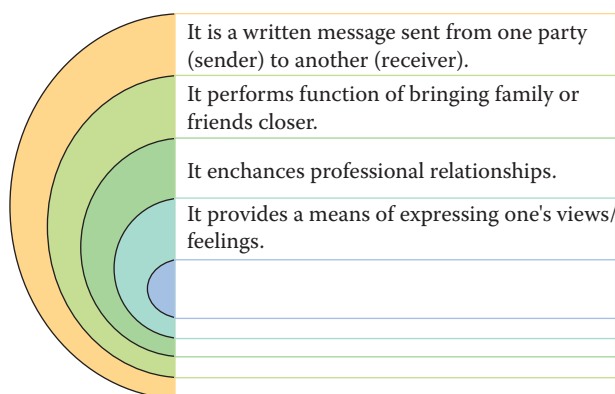 It is a written message sent from one party
(sender) to another (receiver).
It performs function of bringing family or
friends closer.
It enchances professional relationships.
It provides a means of expressing one's views/
feelings.